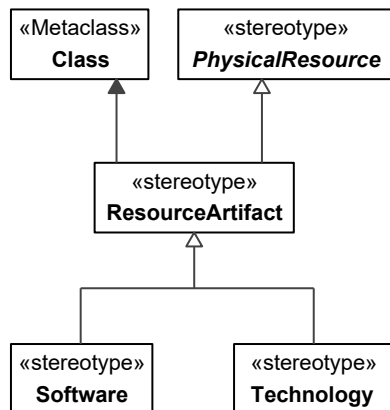 «Metaclass»
Class
«stereotype»
PhysicalResource
«stereotype»
ResourceArtifact
«stereotype»
Software
«stereotype»
Technology